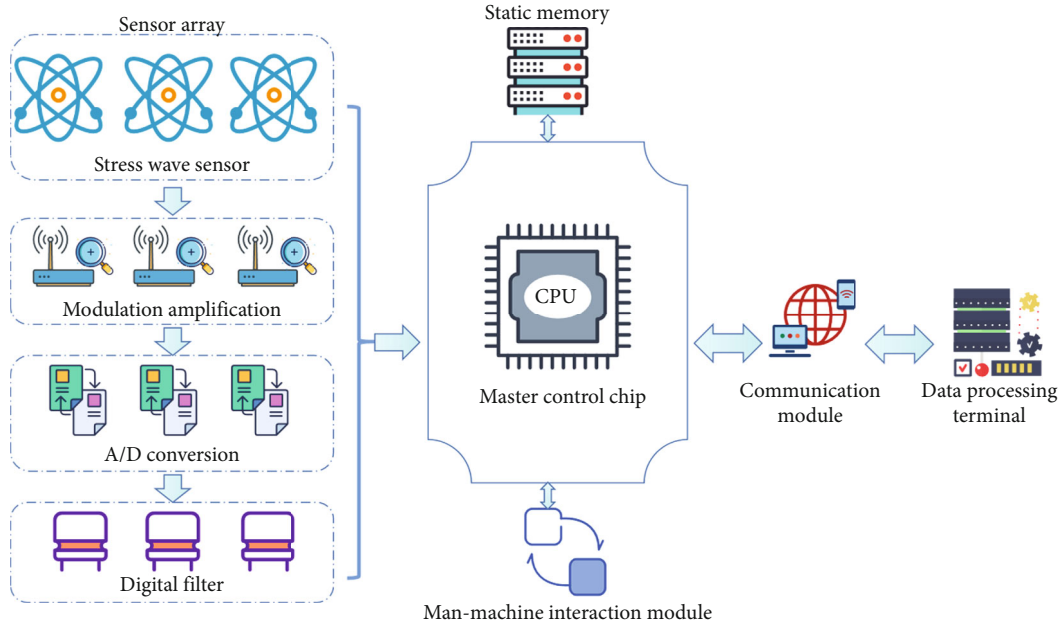 Sensor array
Stress wave sensor
Modulation amplification
A/D conversion
Digital filter
Static memory
CPU
Master control chip
Man-machine interaction module
Communication
module
Data processing
terminal